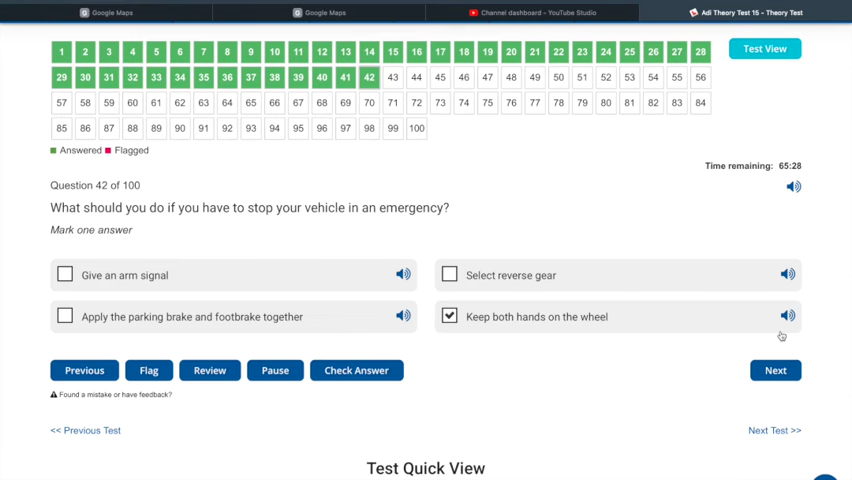 Google Maps
Google Maps
Channel dashboard - YouTube Studio
Adi Theory Test 15 - Theory Test
1 2 3 4 5 6 7 8 9 10 11 12 13 14 15 16 17 18 19 20 21 22 23 24 25 26 27 28
Test View
29 30 31 32 33 34 35 36 37 38 39 40 41 42 43 44 45 46 47 48 49 50 51 52 53 54 55 56
57 58 59 60 61 62 63 64 65 66 67 68 69 70 71 72 73 74 75 76 77 78 79 80 81 82 83 84
85 86 87 88 89 90 91 92 93 94 95 96 97 98 99 100
Answered Flagged
Time remaining: 65:28
Question 42 of 100
What should you do if you have to stop your vehicle in an emergency?
Mark one answer
Give an arm signal
Select reverse gear
Apply the parking brake and footbrake together
Keep both hands on the wheel
Previous Flag Review Pause Check Answer Next
Found a mistake or have feedback?
<< Previous Test
Next Test >>
Test Quick View